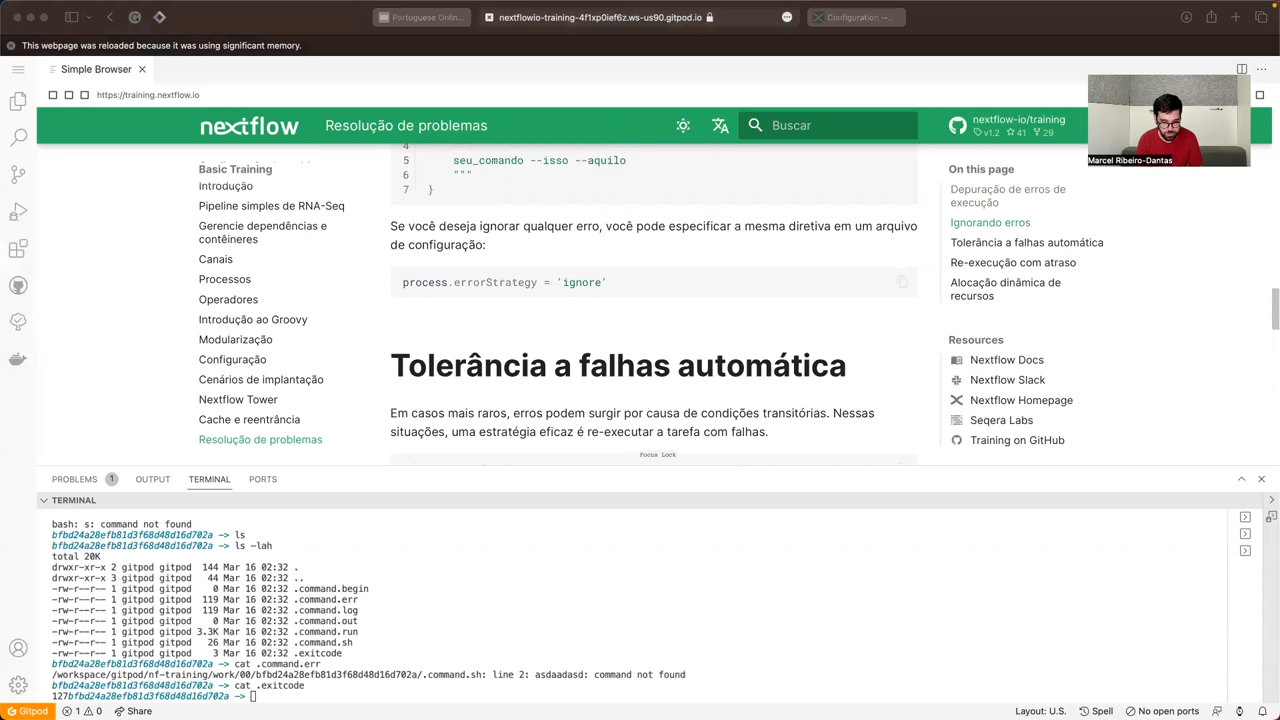 Portuguese Onlin...
nextflowio-training-4f1xp0ief6z.ws-us90.gitpod.io
Configuration —...
This webpage was reloaded because it was using significant memory.
Simple Browser
https://training.nextflow.io
nextflow
Resolução de problemas
Buscar
nextflow-io/training
v1.2 41 29
Marcel Ribeiro-Dantas
Basic Training
Introdução
Pipeline simples de RNA-Seq
Gerencie dependências e
contêineres
Canais
Processos
Operadores
Introdução ao Groovy
Modularização
Configuração
Cenários de implantação
Nextflow Tower
Cache e reentrância
Resolução de problemas
4
5 seu_comando --isso --aquilo
6 """
7 }
Se você deseja ignorar qualquer erro, você pode especificar a mesma diretiva em um arquivo
de configuração:
process.errorStrategy = 'ignore'
Tolerância a falhas automática
Em casos mais raros, erros podem surgir por causa de condições transitórias. Nessas
situações, uma estratégia eficaz é re-executar a tarefa com falhas.
Focus Lock
On this page
Depuração de erros de
execução
Ignorando erros
Tolerância a falhas automática
Re-execução com atraso
Alocação dinâmica de
recursos
Resources
Nextflow Docs
Nextflow Slack
Nextflow Homepage
Seqera Labs
Training on GitHub
PROBLEMS 1 OUTPUT TERMINAL PORTS
TERMINAL
bash: s: command not found
bfbd24a28efb81d3f68d48d16d702a -> ls
bfbd24a28efb81d3f68d48d16d702a -> ls -lah
total 20K
drwxr-xr-x 2 gitpod gitpod 144 Mar 16 02:32 .
drwxr-xr-x 3 gitpod gitpod 44 Mar 16 02:32 ..
-rw-r--r-- 1 gitpod gitpod 0 Mar 16 02:32 .command.begin
-rw-r--r-- 1 gitpod gitpod 119 Mar 16 02:32 .command.err
-rw-r--r-- 1 gitpod gitpod 119 Mar 16 02:32 .command.log
-rw-r--r-- 1 gitpod gitpod 0 Mar 16 02:32 .command.out
-rw-r--r-- 1 gitpod gitpod 3.3K Mar 16 02:32 .command.run
-rw-r--r-- 1 gitpod gitpod 26 Mar 16 02:32 .command.sh
-rw-r--r-- 1 gitpod gitpod 3 Mar 16 02:32 .exitcode
bfbd24a28efb81d3f68d48d16d702a -> cat .command.err
/workspace/gitpod/nf-training/work/00/bfbd24a28efb81d3f68d48d16d702a/.command.sh: line 2: asdaadasd: command not found
bfbd24a28efb81d3f68d48d16d702a -> cat .exitcode
127bfbd24a28efb81d3f68d48d16d702a ->
Gitpod 1 0 Share Layout: U.S. Spell No open ports